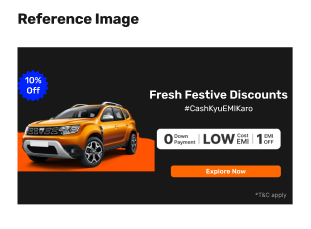 Reference Image
10%
Off
Fresh Festive Discounts
#CashKyuEMIKaro
0 Down Payment
LOW Cost EMI
1 EMI OFF
Explore Now
*T&C apply